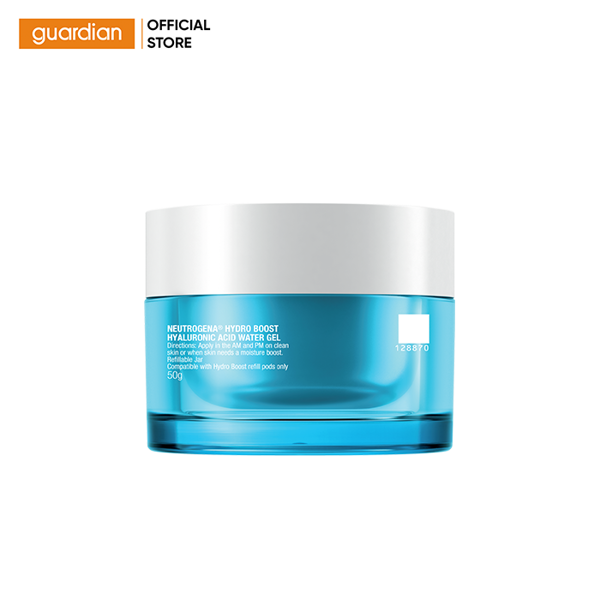 guardian
OFFICIAL
STORE
NEUTROGENA® HYDRO BOOST
HYALURONIC ACID WATER GEL
Directions: Apply in the AM and PM on clean
skin or when skin needs a moisture boost.
Refillable Jar
Compatible with Hydro Boost refill pods only
50g
128870